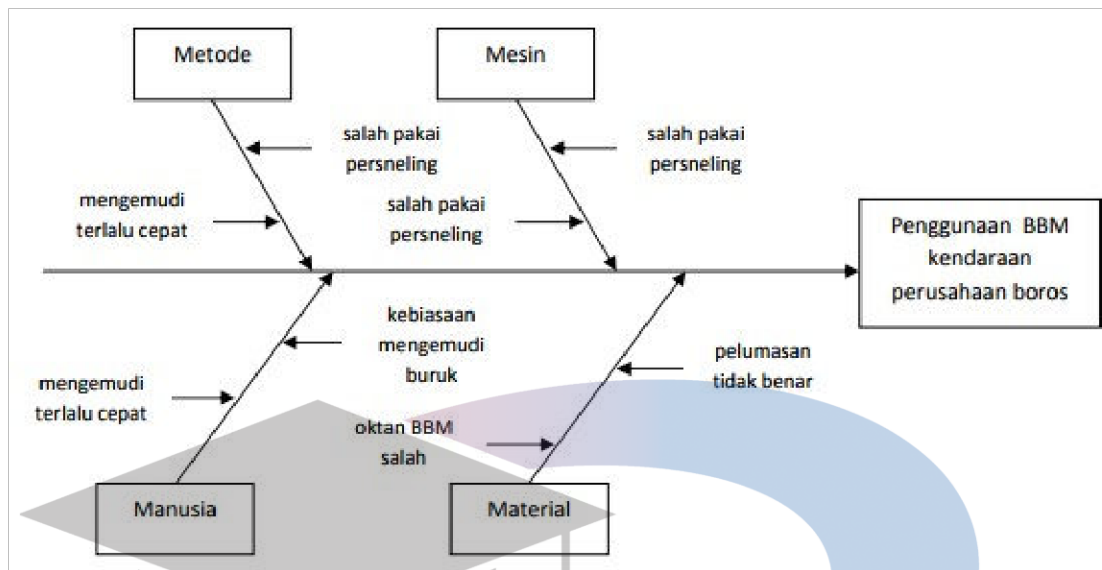 Metode
Mesin
salah pakai
persneling
salah pakai
persneling
mengemudi
terlalu cepat
salah pakai
persneling
Penggunaan BBM
kendaraan
perusahaan boros
kebiasaan
mengemudi
buruk
pelumasan
tidak benar
mengemudi
terlalu cepat
oktan BBM
salah
Manusia
Material